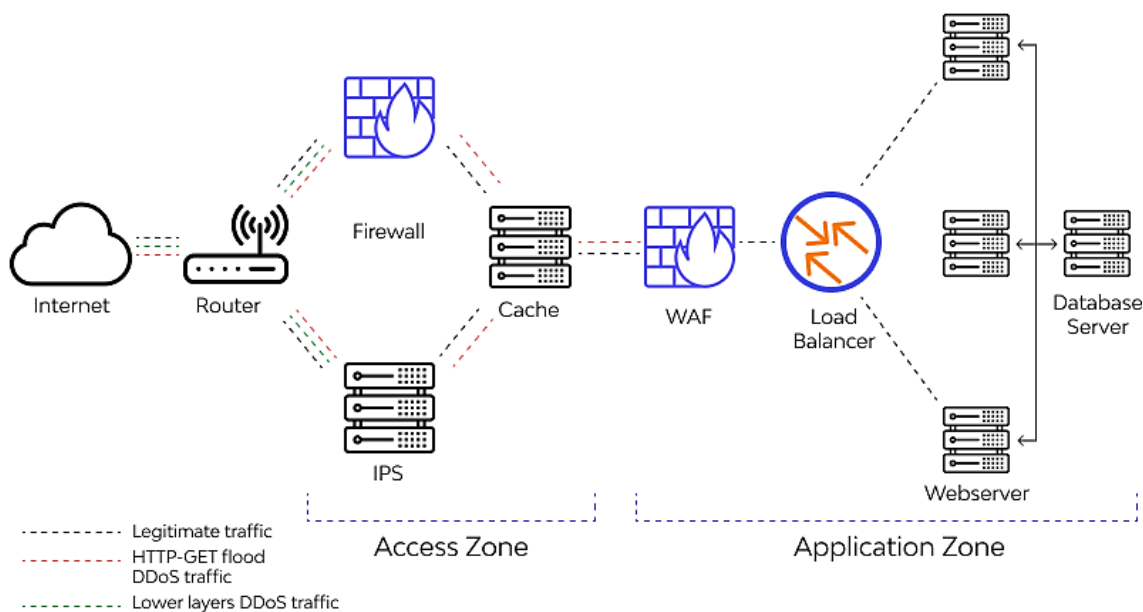 Firewall
Internet
Router
Cache
WAF
Load
Balancer
Database
Server
IPS
Webserver
Access Zone
Application Zone
Legitimate traffic
HTTP-GET flood
DDoS traffic
Lower layers DDoS traffic